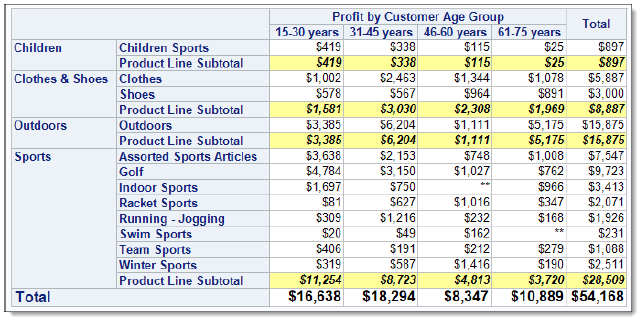 Profit by Customer Age Group Total
15-30 years 31-45 years 46-60 years 61-75 years
Children Children Sports $419 $338 $115 $25 $897
Product Line Subtotal $419 $338 $115 $25 $897
Clothes & Shoes Clothes $1,002 $2,463 $1,344 $1,078 $5,887
Shoes $578 $567 $964 $891 $3,000
Product Line Subtotal $1,581 $3,030 $2,308 $1,969 $8,887
Outdoors Outdoors $3,385 $6,204 $1,111 $5,175 $15,875
Product Line Subtotal $3,385 $6,204 $1,111 $5,175 $15,875
Sports Assorted Sports Articles $3,638 $2,153 $748 $1,008 $7,547
Golf $4,784 $3,150 $1,027 $762 $9,723
Indoor Sports $1,697 $750 ** $966 $3,413
Racket Sports $81 $627 $1,016 $347 $2,071
Running - Jogging $309 $1,216 $232 $168 $1,926
Swim Sports $20 $49 $162 ** $231
Team Sports $406 $191 $212 $279 $1,088
Winter Sports $319 $587 $1,416 $190 $2,511
Product Line Subtotal $11,254 $8,723 $4,813 $3,720 $28,509
Total $16,638 $18,294 $8,347 $10,889 $54,168